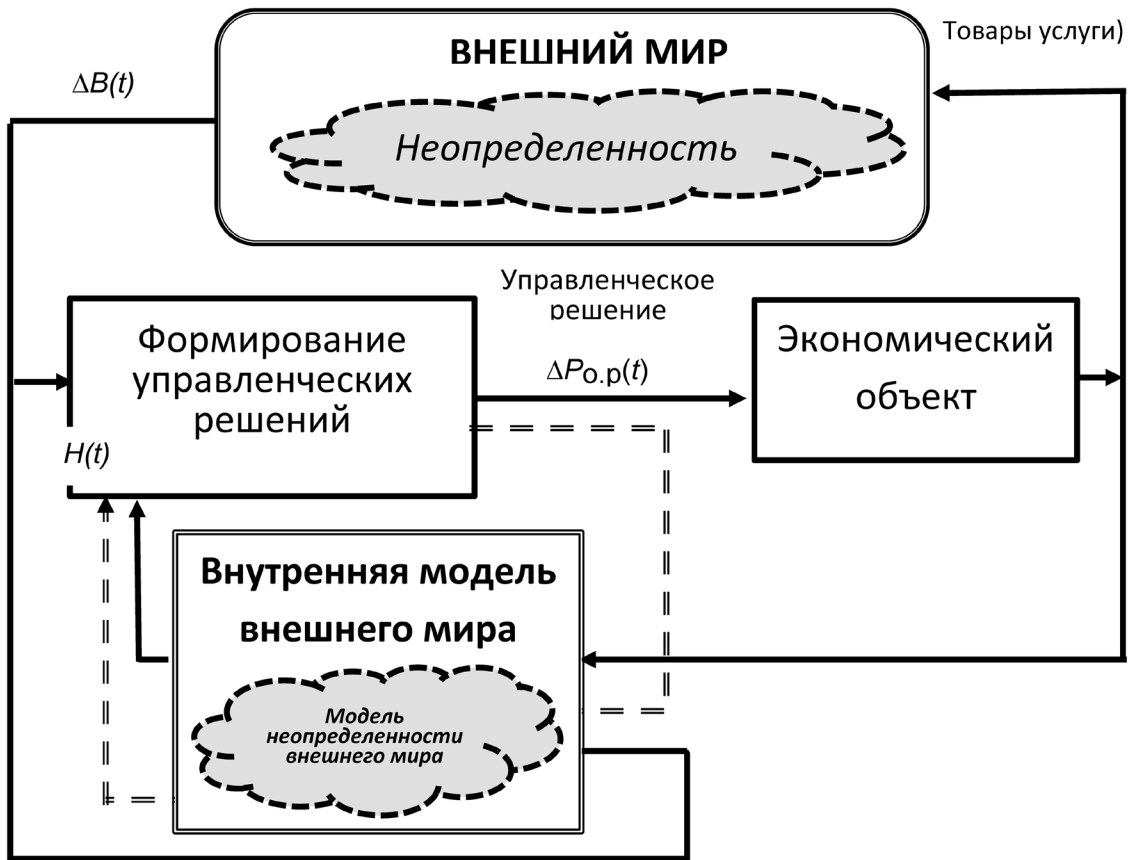 Товары услуги)
ВНЕШНИЙ МИР
ΔB(t)
Неопределенность
Управленческое
решение
Формирование
управленческих
решений
ΔPо.р(t)
Экономический
объект
H(t)
Внутренняя модель
внешнего мира
Модель
неопределенности
внешнего мира